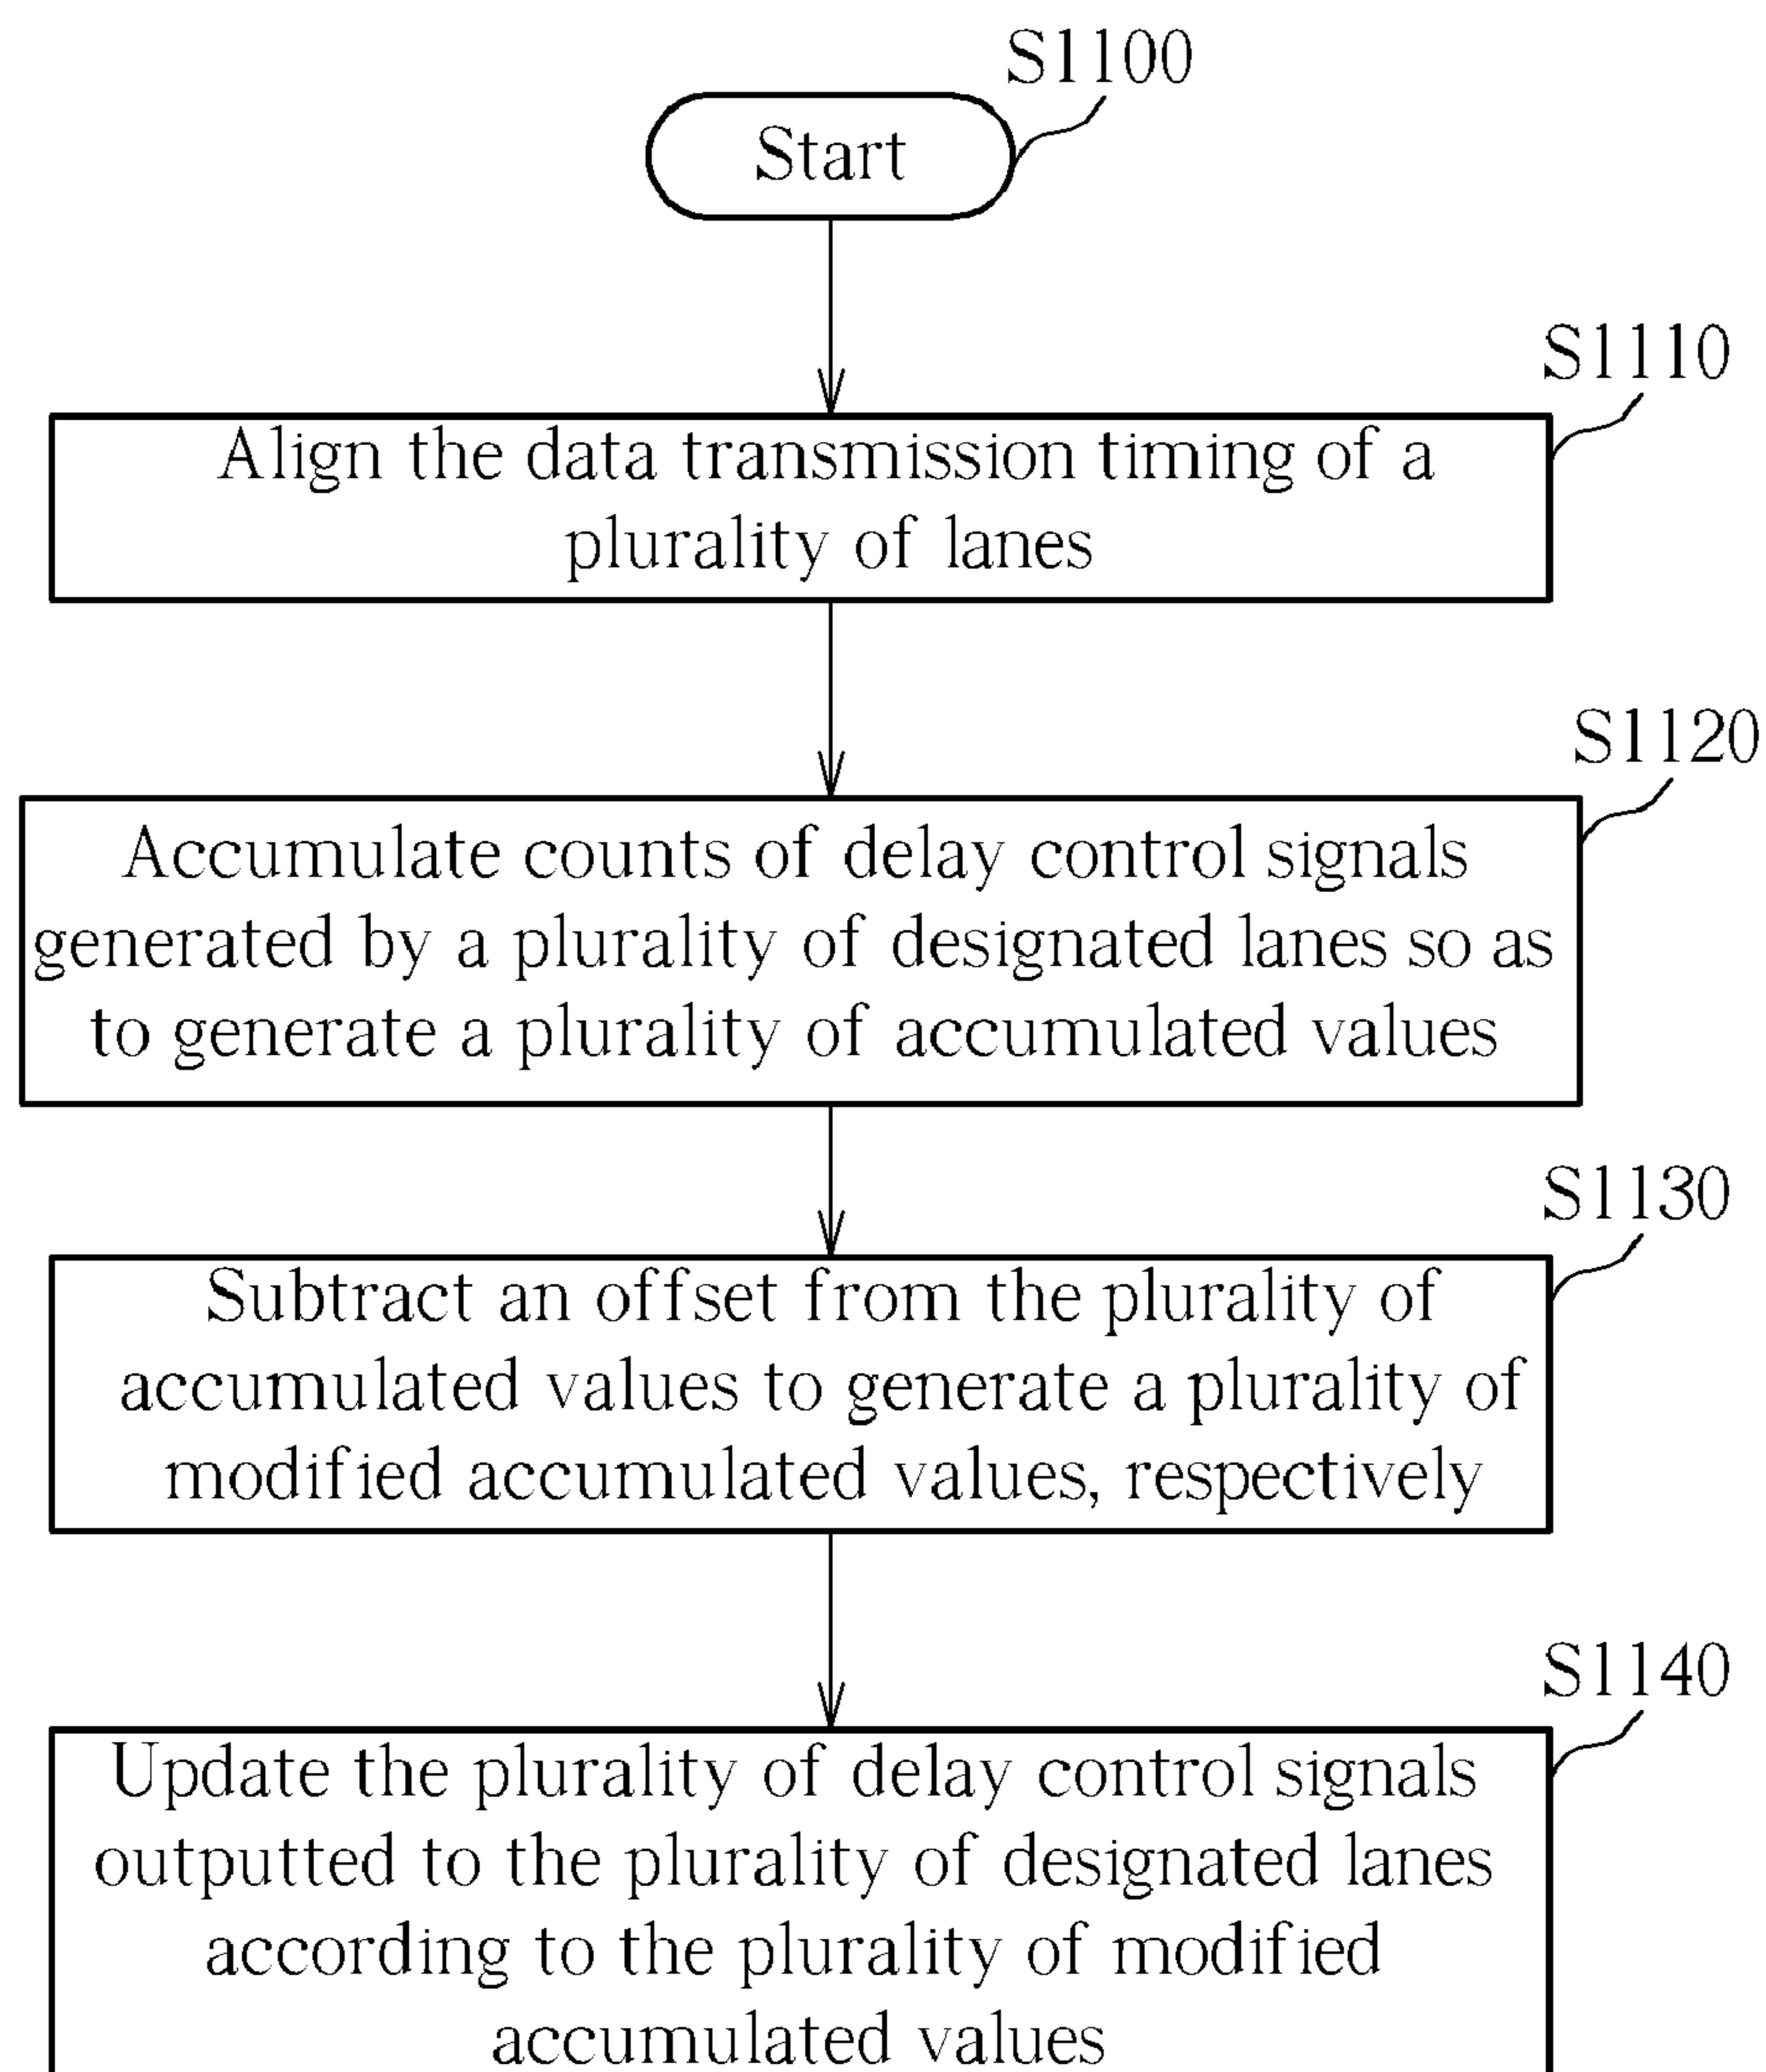 S1100
Start
S1110
Align the data transmission timing of a
plurality of lanes
S1120
Accumulate counts of delay control signals
generated by a plurality of designated lanes so as
to generate a plurality of accumulated values
S1130
Subtract an offset from the plurality of
accumulated values to generate a plurality of
modified accumulated values, respectively
S1140
Update the plurality of delay control signals
outputted to the plurality of designated lanes
according to the plurality of modified
accumulated values